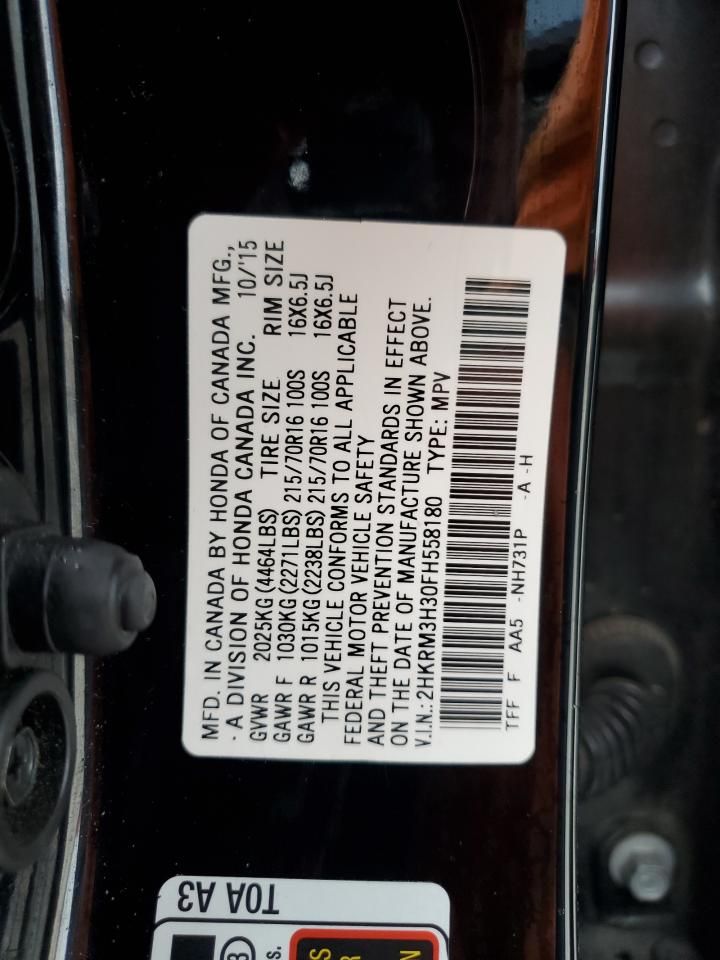 MFD. IN CANADA BY HONDA OF CANADA MFG.,
· A DIVISION OF HONDA CANADA INC. 10/'15
GVWR 2025KG(4464LBS) TIRE SIZE RIM SIZE
GAWR F 1030KG(2271LBS) 215/70R16 100S 16X6.5J
GAWR R 1015KG(2238LBS) 215/70R16 100S 16X6.5J
THIS VEHICLE CONFORMS TO ALL APPLICABLE
FEDERAL MOTOR VEHICLE SAFETY
AND THEFT PREVENTION STANDARDS IN EFFECT
ON THE DATE OF MANUFACTURE SHOWN ABOVE.
V.I.N.:2HKRM3H30FH558180 TYPE: MPV
TFF F AA5 -NH731P -A -H
T0A A3